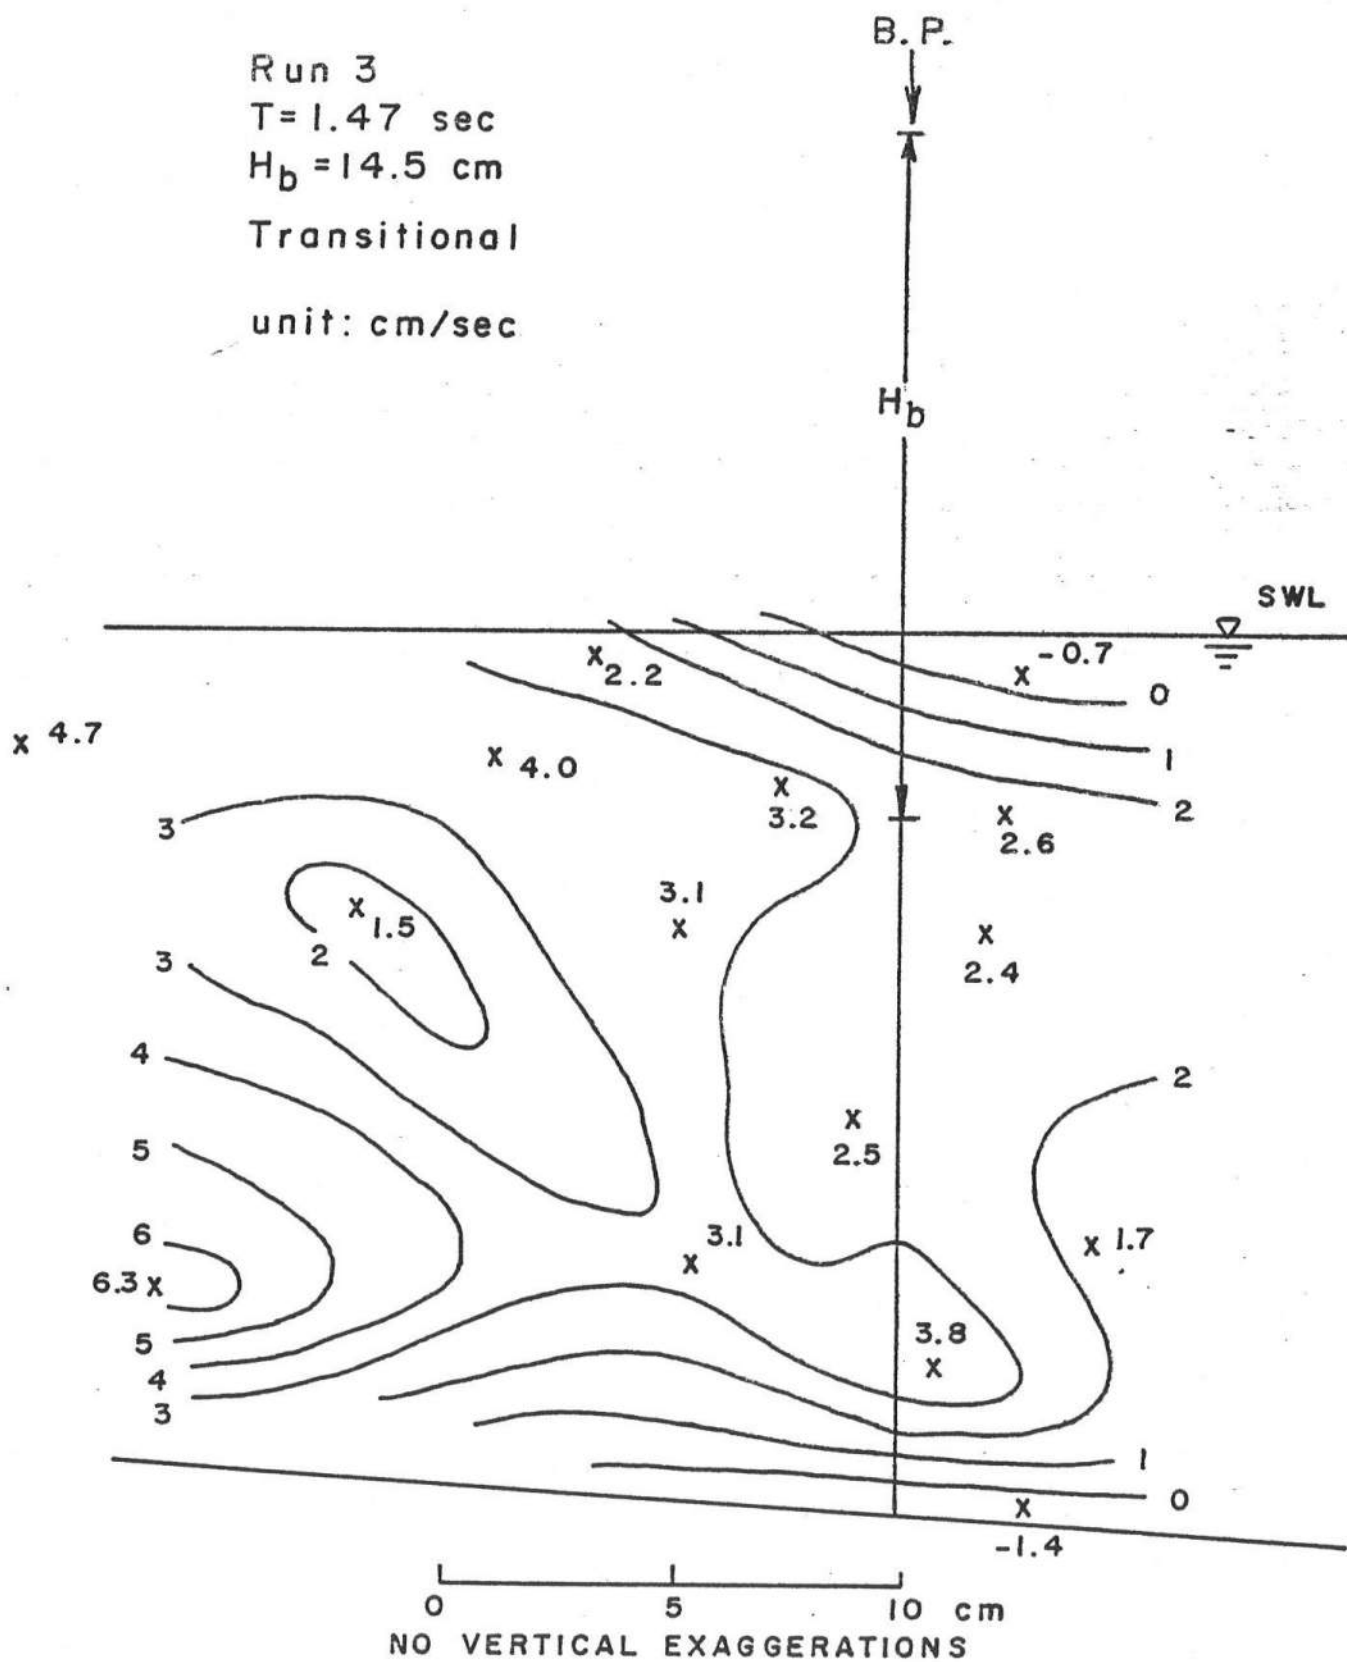 B.P.
Run 3
T=1.47 sec
Hb=14.5 cm
Transitional
unit: cm/sec
Hb
SWL
-0.7
x 2.2
0
x 4.7
1
x 4.0
2
x 3.2
x 2.6
3
3.1 x
x 1.5
2
3
x 2.4
4
2
x 2.5
5
3.1 x
x 1.7
6
6.3 x
3.8 x
5
4
3
1
0
x -1.4
0 5 10 cm
NO VERTICAL EXAGGERATIONS